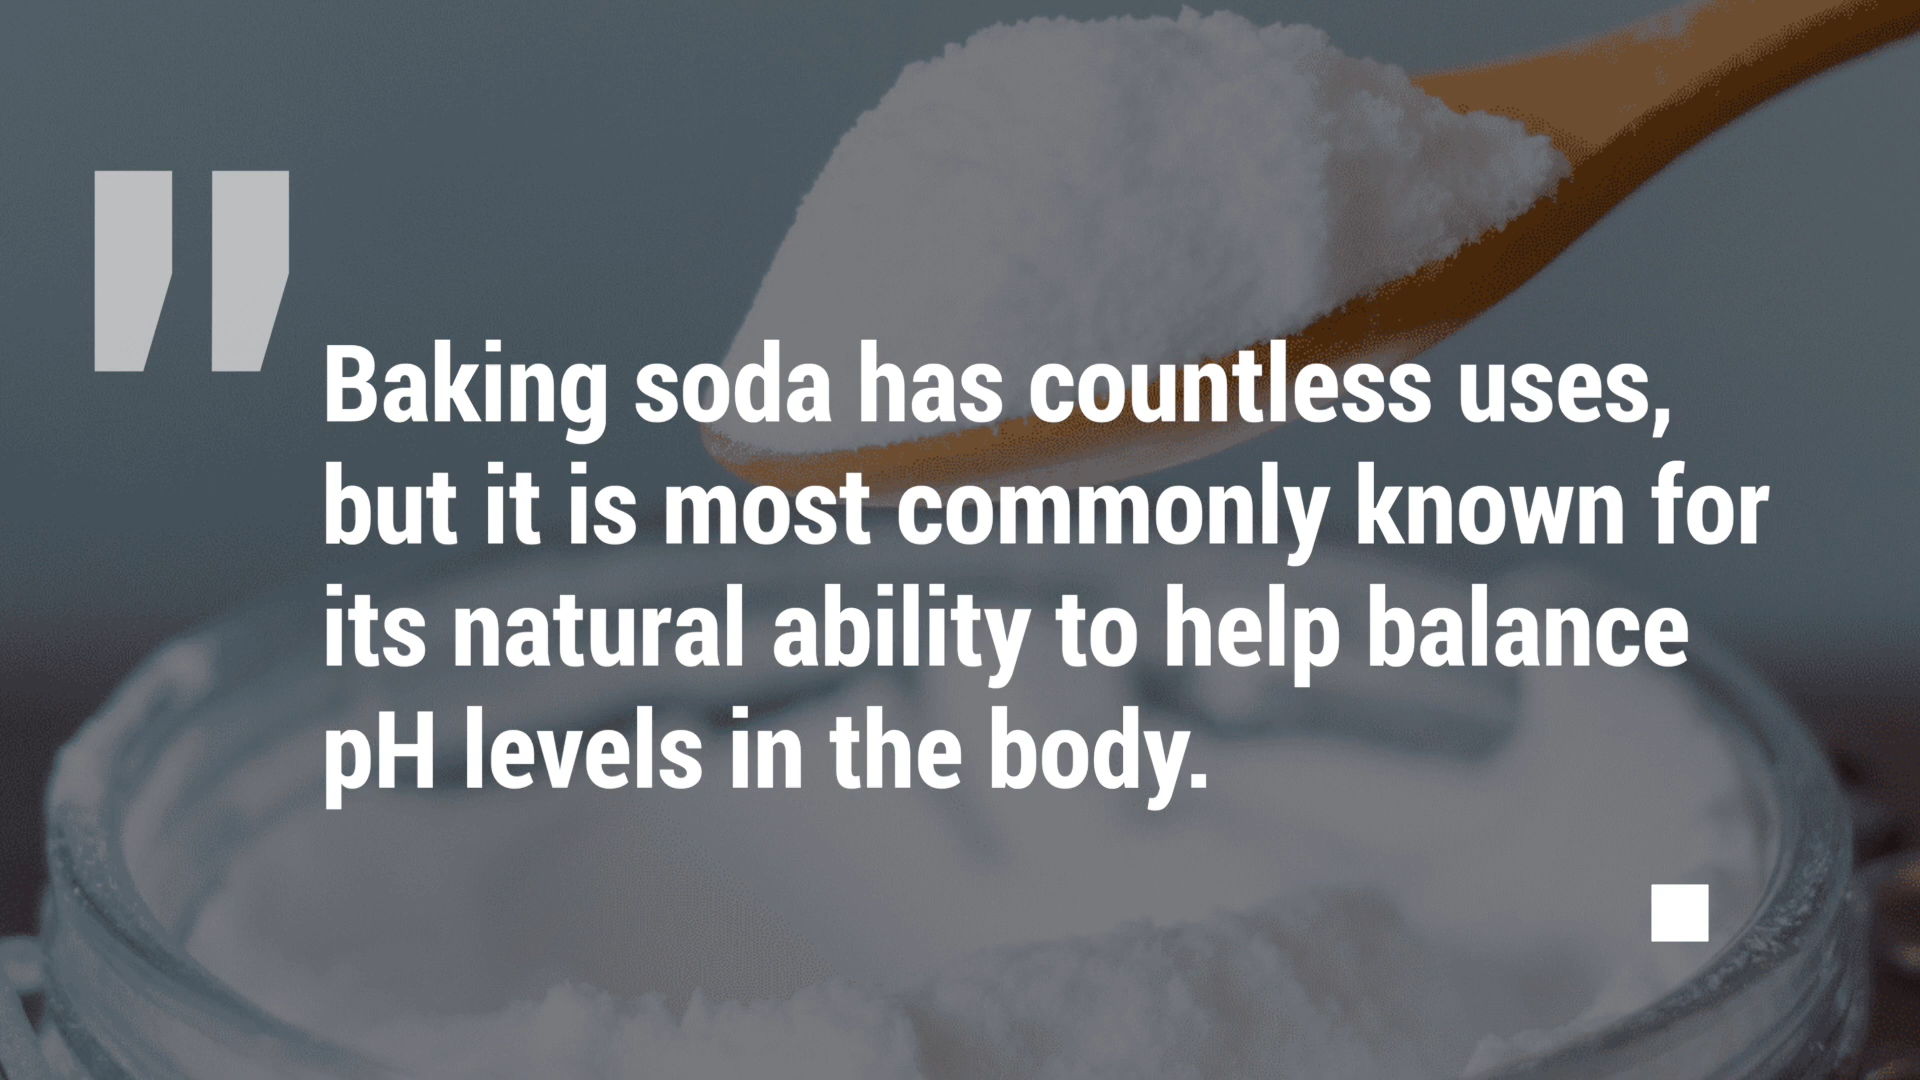 "
Baking soda has countless uses,
but it is most commonly known for
its natural ability to help balance
pH levels in the body.